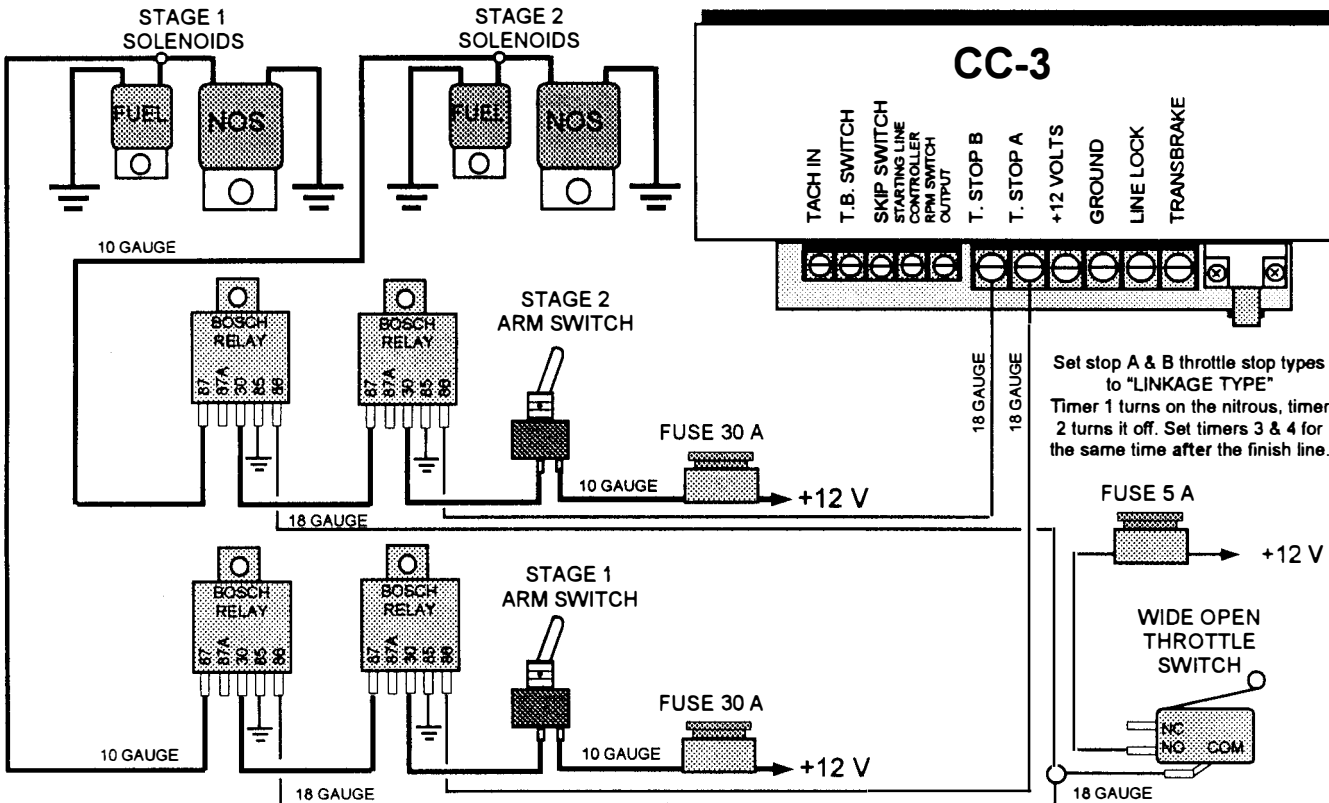 STAGE 1
SOLENOIDS
STAGE 2
SOLENOIDS
FUEL
NOS
FUEL
NOS
CC-3
TACH IN
T.B. SWITCH
SKIP SWITCH
STARTING LINE
CONTROLLER
RPM SWITCH
OUTPUT
T. STOP B
T. STOP A
+12 VOLTS
GROUND
LINE LOCK
TRANSBRAKE
10 GAUGE
BOSCH
RELAY
87
87A
30
85
86
BOSCH
RELAY
87
87A
30
85
86
STAGE 2
ARM SWITCH
FUSE 30 A
10 GAUGE
+12 V
18 GAUGE
18 GAUGE
18 GAUGE
Set stop A & B throttle stop types
to "LINKAGE TYPE"
Timer 1 turns on the nitrous, timer
2 turns it off. Set timers 3 & 4 for
the same time after the finish line.
FUSE 5 A
+12 V
BOSCH
RELAY
87
87A
30
85
86
BOSCH
RELAY
87
87A
30
85
86
STAGE 1
ARM SWITCH
FUSE 30 A
10 GAUGE
10 GAUGE
+12 V
18 GAUGE
WIDE OPEN
THROTTLE
SWITCH
NC
NO
COM
18 GAUGE